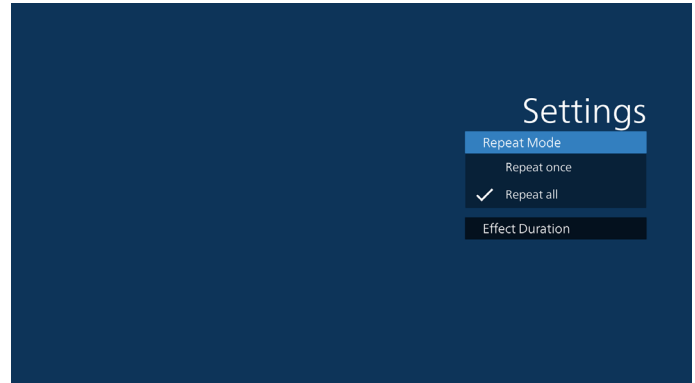 Settings
Repeat Mode
Repeat once
Repeat all
Effect Duration